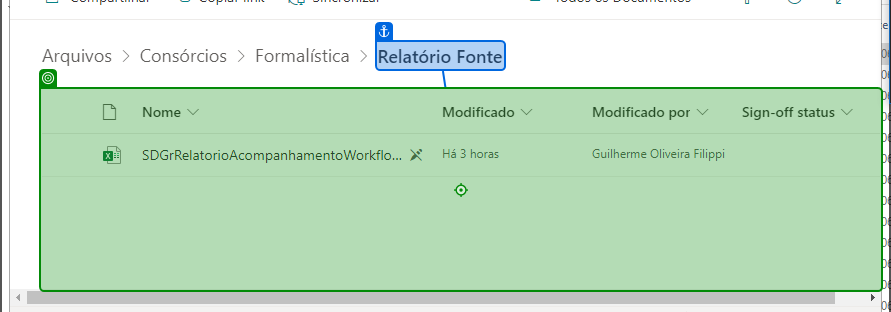 Compartilhar Copiar link Sincronizar Todos os Documentos
Arquivos > Consórcios > Formalística > Relatório Fonte
Nome Modificado Modificado por Sign-off status
SDGrRelatorioAcompanhamentoWorkflo... Há 3 horas Guilherme Oliveira Filippi